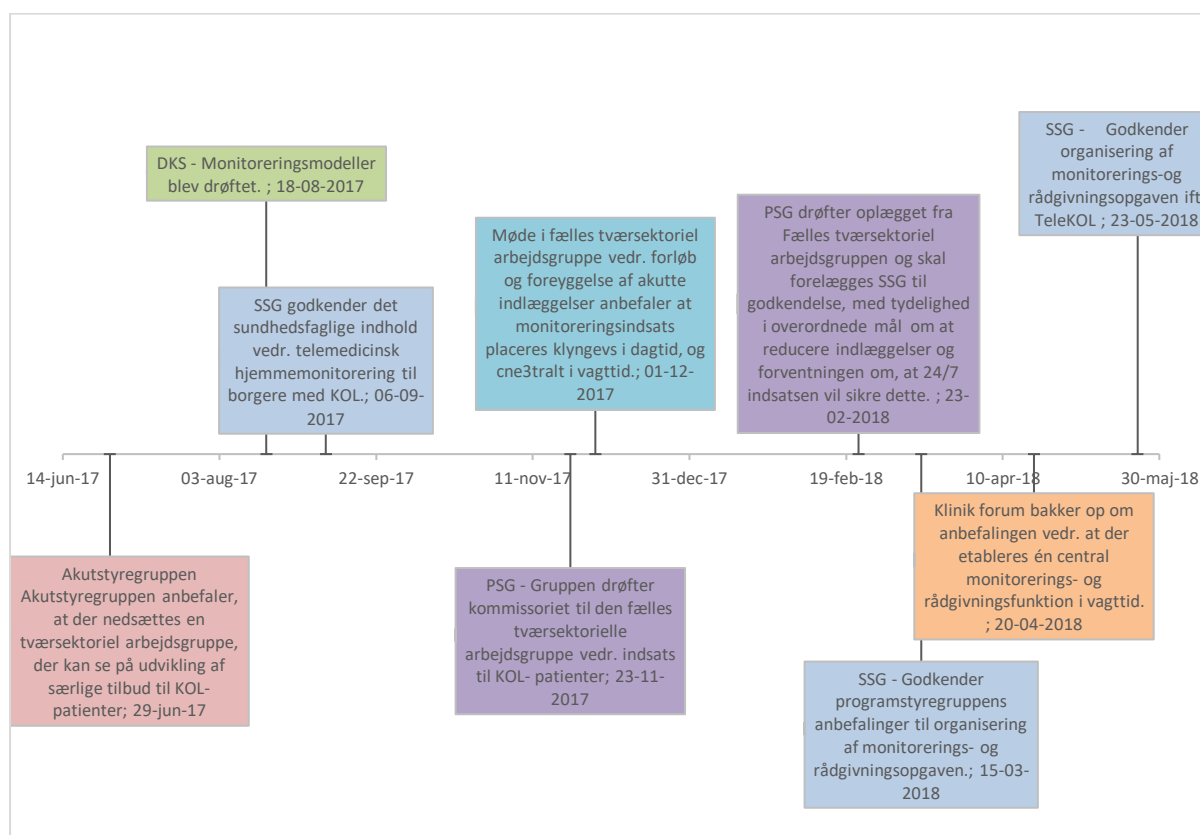 SSG - Godkender
organisering af
monitorerings-og
rådgivningsopgaven ift.
TeleKOL ; 23-05-2018
DKS - Monitoreringsmodeller
blev drøftet. ; 18-08-2017
PSG drøfter oplægget fra
Fælles tværsektoriel
arbejdsgruppen og skal
forelægges SSG til
godkendelse, med tydelighed
i overordnede mål om at
reducere indlæggelser og
forventningen om, at 24/7
indsatsen vil sikre dette. ; 23-
02-2018
Møde i fælles tværsektoriel
arbejdsgruppe vedr. forløb
og foreyggelse af akutte
indlæggelser anbefaler at
monitoreringsindsats
placeres klyngevs i dagtid, og
cne3tralt i vagttid.; 01-12-
2017
SSG godkender det
sundhedsfaglige indhold
vedr. telemedicinsk
hjemmemonitorering til
borgere med KOL.; 06-09-
2017
14-jun-17
03-aug-17
22-sep-17
11-nov-17
31-dec-17
19-feb-18
10-apr-18
30-maj-18
Akutstyregruppen
Akutstyregruppen anbefaler,
at der nedsættes en
tværsektoriel arbejdsgruppe,
der kan se på udvikling af
særlige tilbud til KOL-
patienter; 29-jun-17
PSG - Gruppen drøfter
kommissoriet til den fælles
tværsektorielle
arbejdsgruppe vedr. indsats
til KOL- patienter; 23-11-
2017
Klinik forum bakker op om
anbefalingen vedr. at der
etableres én central
monitorerings- og
rådgivningsfunktion i vagttid.
; 20-04-2018
SSG - Godkender
programstyregruppens
anbefalinger til organisering
af monitorerings- og
rådgivningsopgaven.; 15-03-
2018